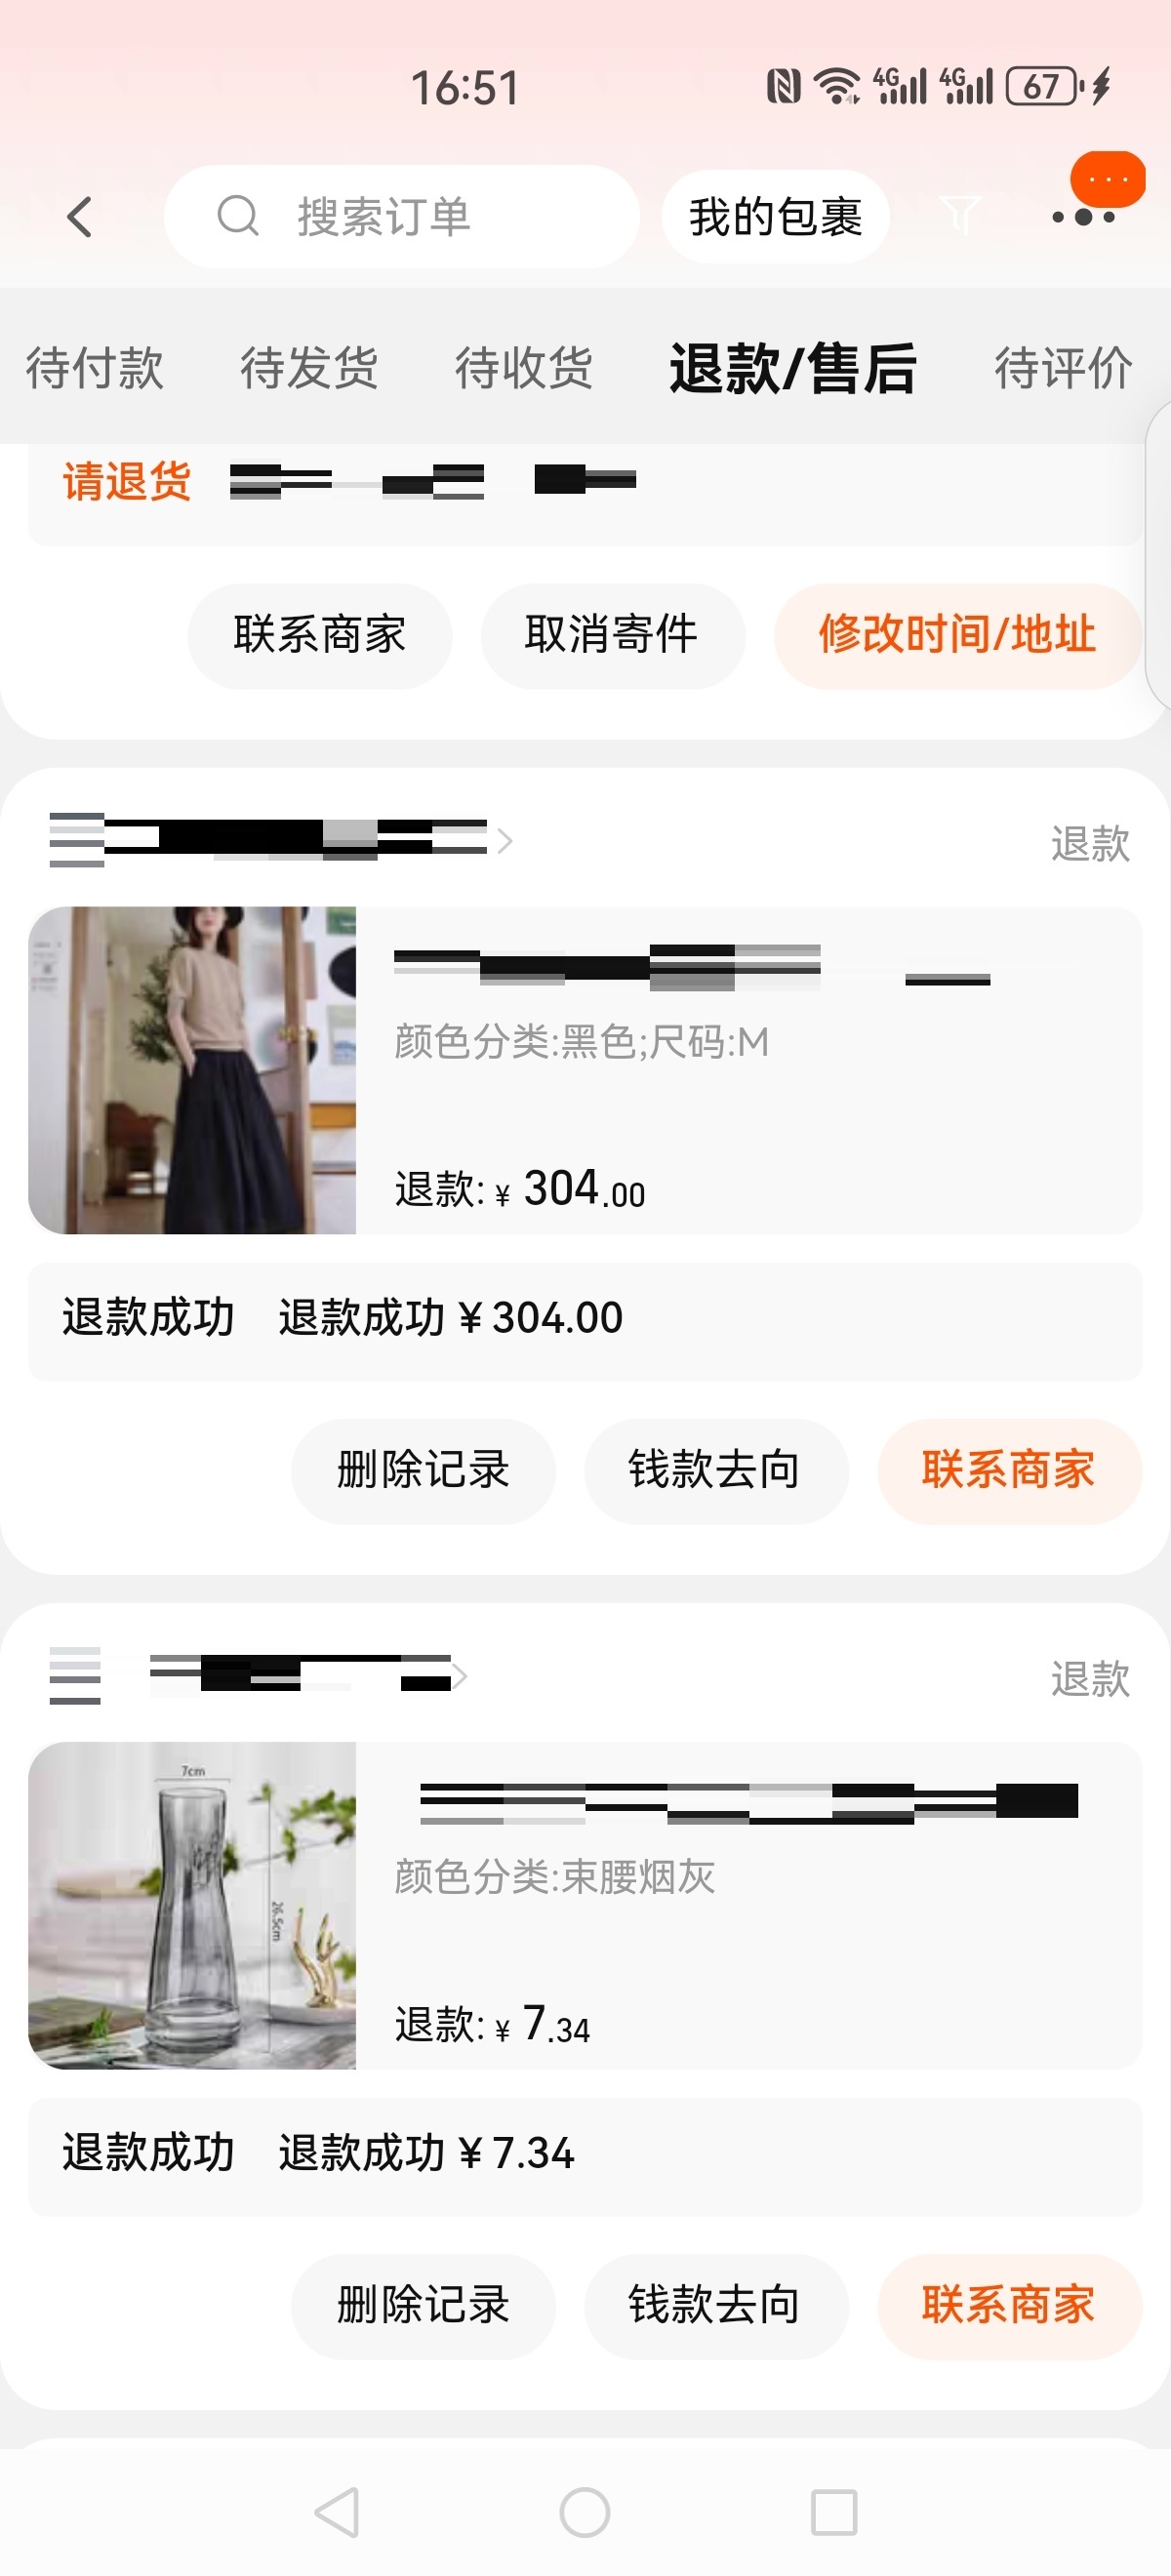 16:51
4G 4G 67
搜索订单 我的包裹
待付款 待发货 待收货 退款/售后 待评价
请退货
联系商家 取消寄件 修改时间/地址
退款
颜色分类:黑色;尺码:M
退款: ¥ 304.00
退款成功 退款成功 ¥ 304.00
删除记录 钱款去向 联系商家
退款
7cm
26.5cm
颜色分类:束腰烟灰
退款: ¥ 7.34
退款成功 退款成功 ¥ 7.34
删除记录 钱款去向 联系商家